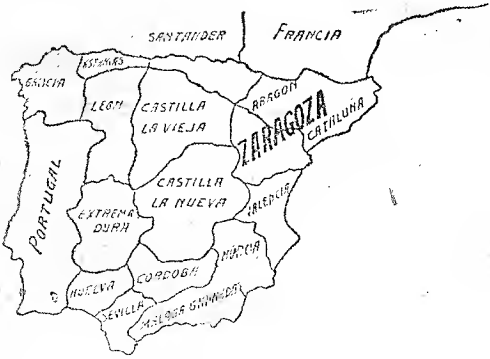 SANTANDER
FRANCIA
ASTURIAS
GALICIA
LEON
CASTILLA
LA VIEJA
ARAGON
ZARAGOZA
CATALUÑA
PORTUGAL
CASTILLA
LA NUEVA
VALENCIA
EXTREMA
DURA
MURCIA
HUELVA
CORDOBA
SEVILLA
MALAGA GRANADA